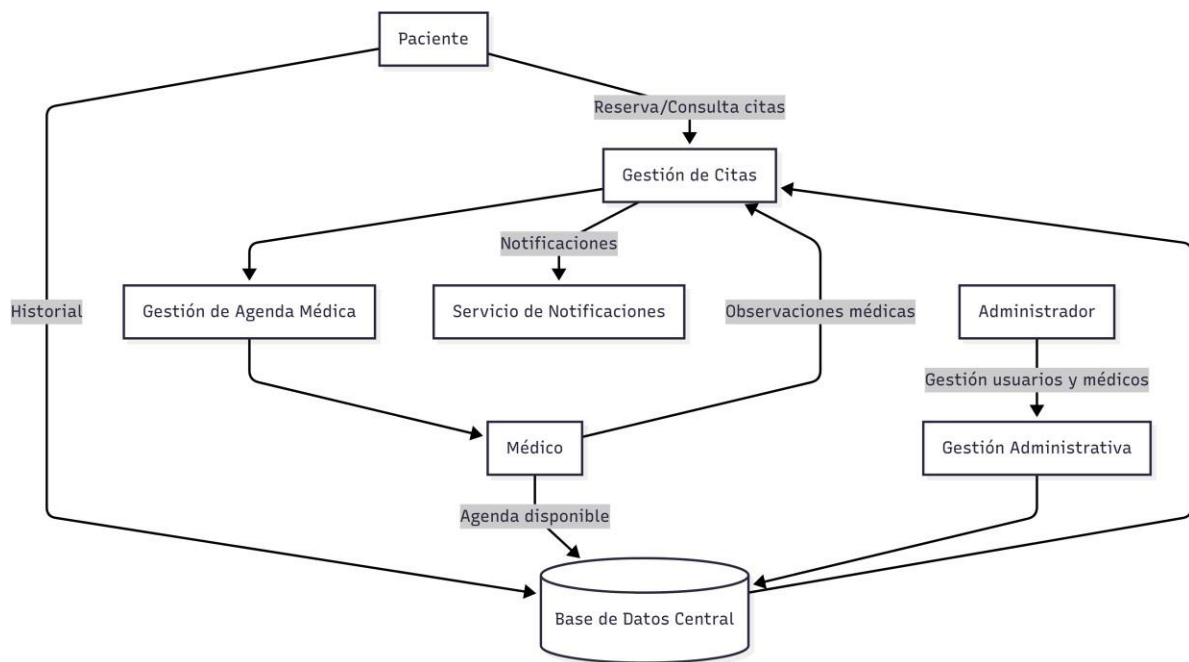 Paciente
Reserva/Consulta citas
Gestión de Citas
Notificaciones
Gestión de Agenda Médica
Servicio de Notificaciones
Historial
Observaciones médicas
Administrador
Gestión usuarios y médicos
Médico
Gestión Administrativa
Agenda disponible
Base de Datos Central